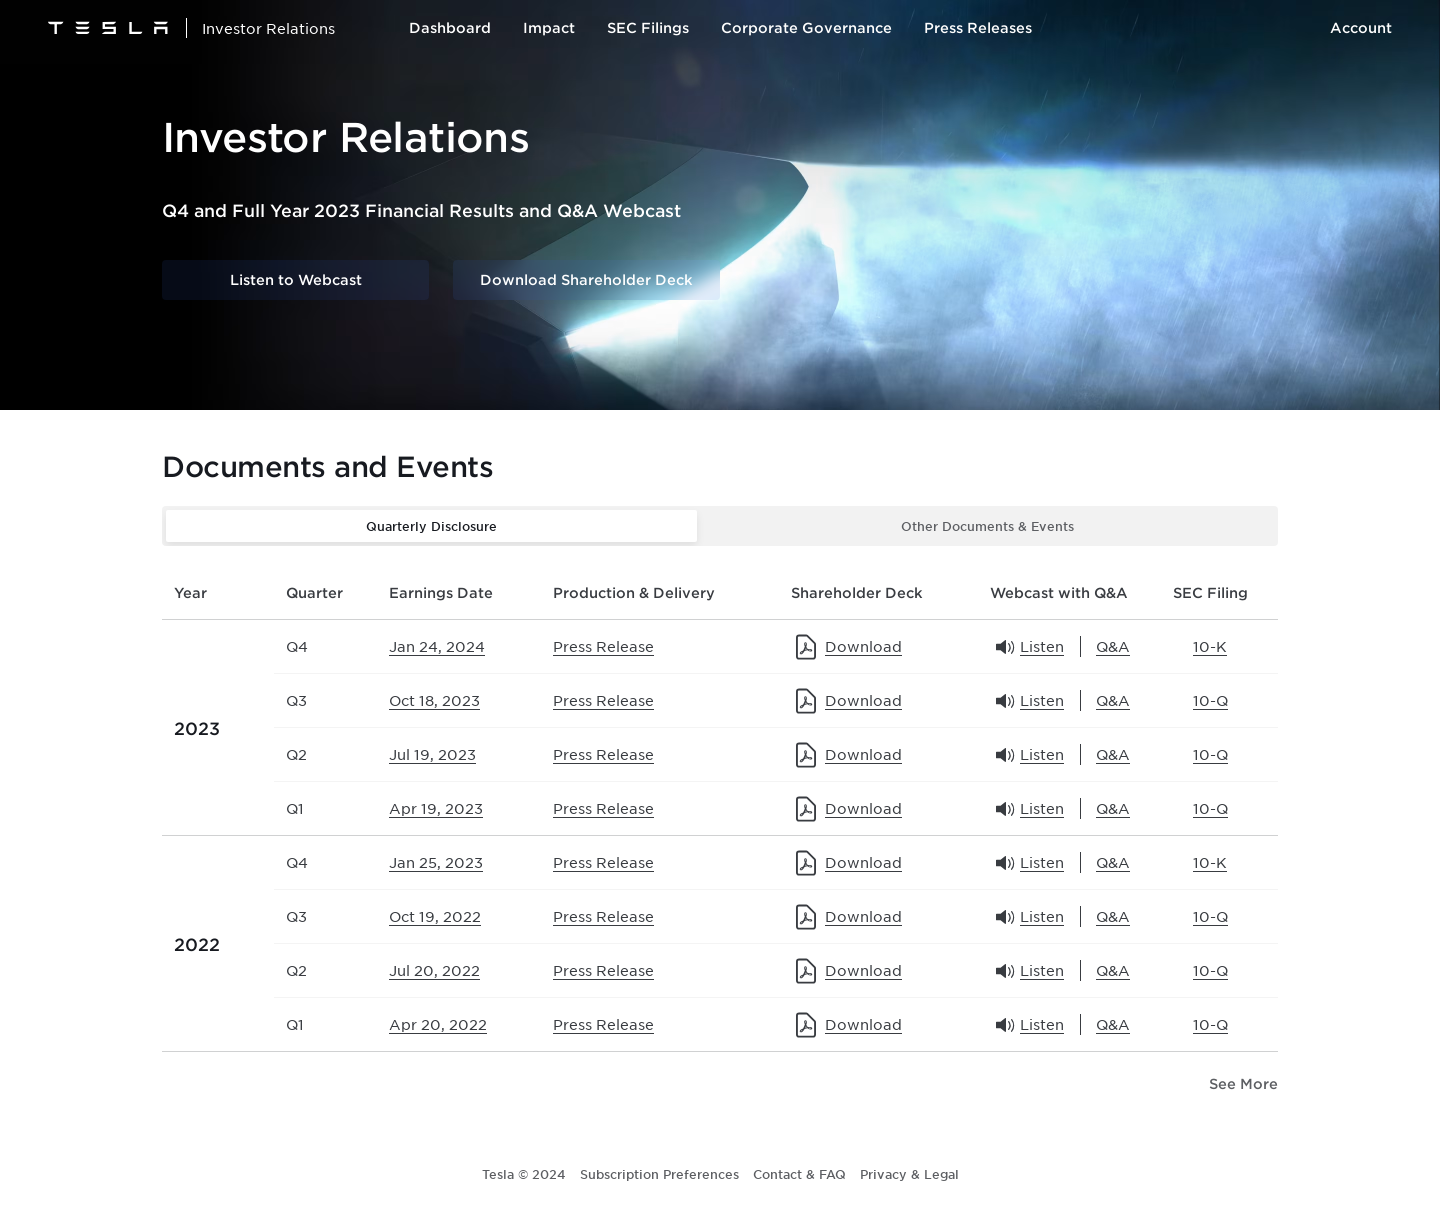 TESLA | Investor Relations Dashboard Impact SEC Filings Corporate Governance Press Releases Account
Investor Relations
Q4 and Full Year 2023 Financial Results and Q&A Webcast
Listen to Webcast Download Shareholder Deck
Documents and Events
Quarterly Disclosure Other Documents & Events
Year Quarter Earnings Date Production & Delivery Shareholder Deck Webcast with Q&A SEC Filing
2023
Q4 Jan 24, 2024 Press Release Download Listen | Q&A 10-K
Q3 Oct 18, 2023 Press Release Download Listen | Q&A 10-Q
Q2 Jul 19, 2023 Press Release Download Listen | Q&A 10-Q
Q1 Apr 19, 2023 Press Release Download Listen | Q&A 10-Q
2022
Q4 Jan 25, 2023 Press Release Download Listen | Q&A 10-K
Q3 Oct 19, 2022 Press Release Download Listen | Q&A 10-Q
Q2 Jul 20, 2022 Press Release Download Listen | Q&A 10-Q
Q1 Apr 20, 2022 Press Release Download Listen | Q&A 10-Q
See More
Tesla © 2024 Subscription Preferences Contact & FAQ Privacy & Legal